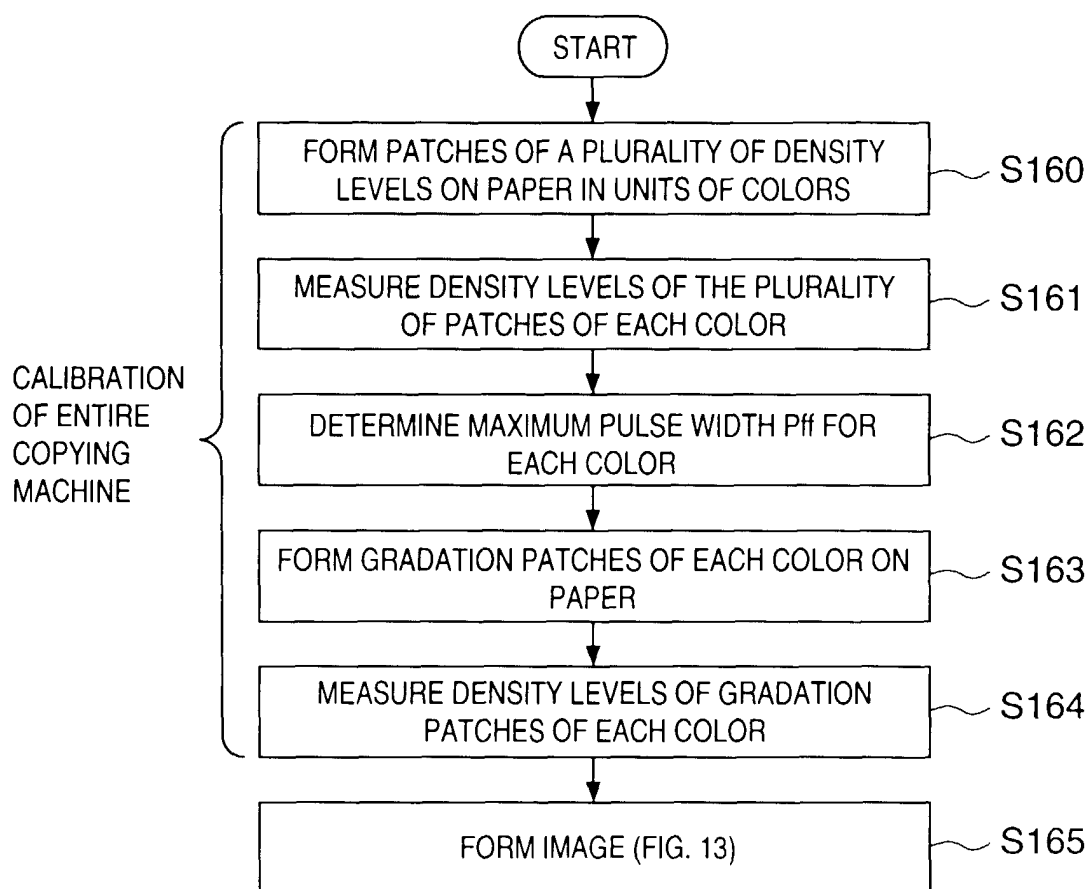 START
FORM PATCHES OF A PLURALITY OF DENSITY
LEVELS ON PAPER IN UNITS OF COLORS
S160
MEASURE DENSITY LEVELS OF THE PLURALITY
OF PATCHES OF EACH COLOR
S161
CALIBRATION
OF ENTIRE
COPYING
MACHINE
DETERMINE MAXIMUM PULSE WIDTH Pff FOR
EACH COLOR
S162
FORM GRADATION PATCHES OF EACH COLOR ON
PAPER
S163
MEASURE DENSITY LEVELS OF GRADATION
PATCHES OF EACH COLOR
S164
FORM IMAGE (FIG. 13)
S165